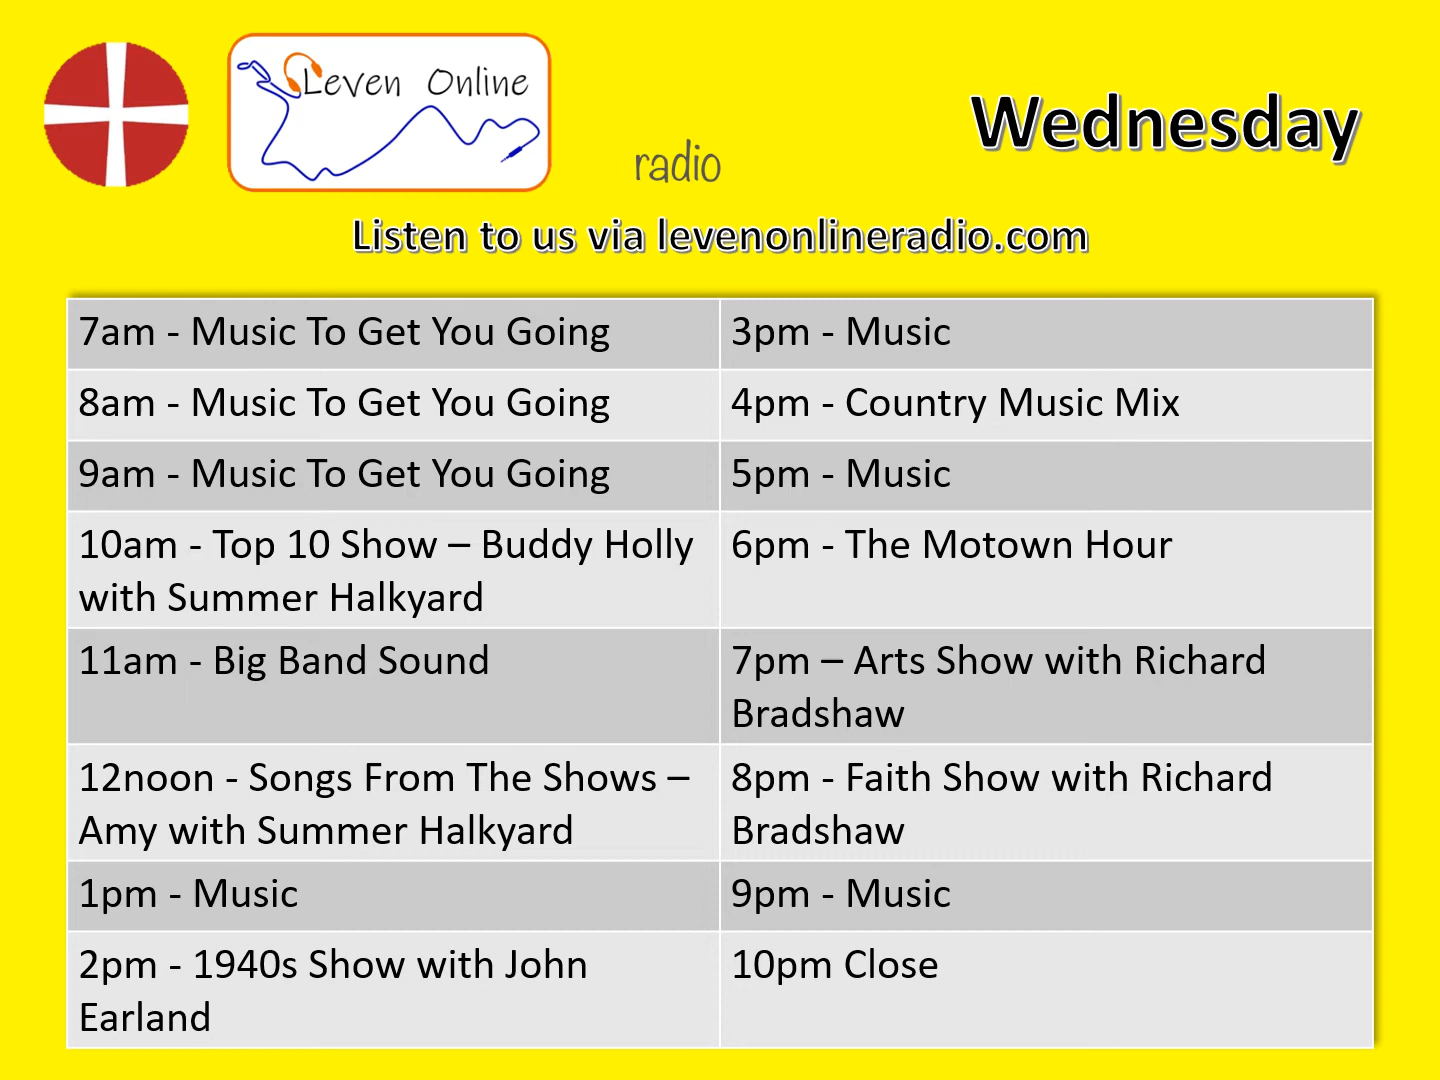 Leven Online
radio
Wednesday
Listen to us via levenonlineradio.com
7am - Music To Get You Going
3pm - Music
8am - Music To Get You Going
4pm - Country Music Mix
9am - Music To Get You Going
5pm - Music
10am - Top 10 Show – Buddy Holly
with Summer Halkyard
6pm - The Motown Hour
11am - Big Band Sound
7pm – Arts Show with Richard
Bradshaw
12noon - Songs From The Shows –
Amy with Summer Halkyard
8pm - Faith Show with Richard
Bradshaw
1pm - Music
9pm - Music
2pm - 1940s Show with John
Earland
10pm Close